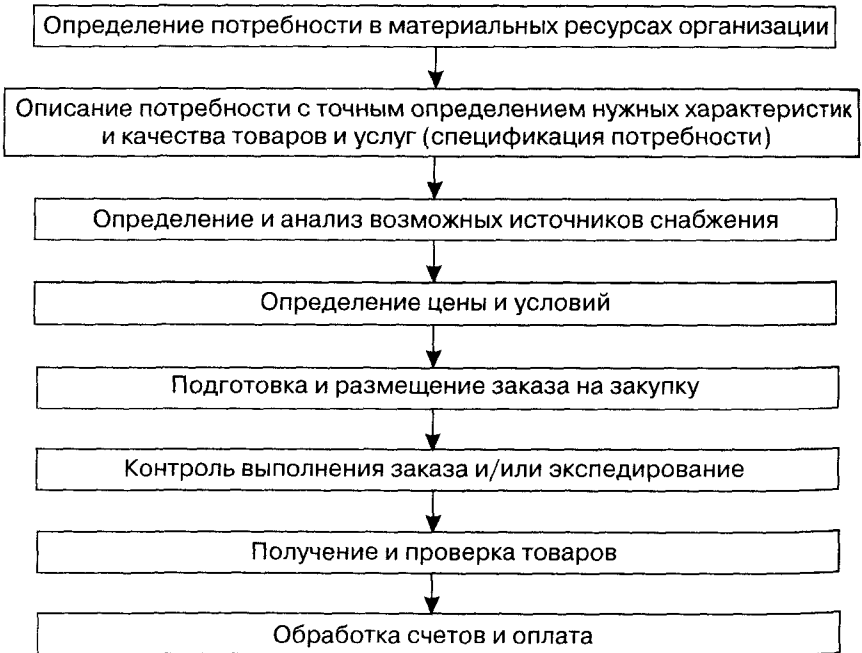 Определение потребности в материальных ресурсах организации
Описание потребности с точным определением нужных характеристик
и качества товаров и услуг (спецификация потребности)
Определение и анализ возможных источников снабжения
Определение цены и условий
Подготовка и размещение заказа на закупку
Контроль выполнения заказа и/или экспедирование
Получение и проверка товаров
Обработка счетов и оплата